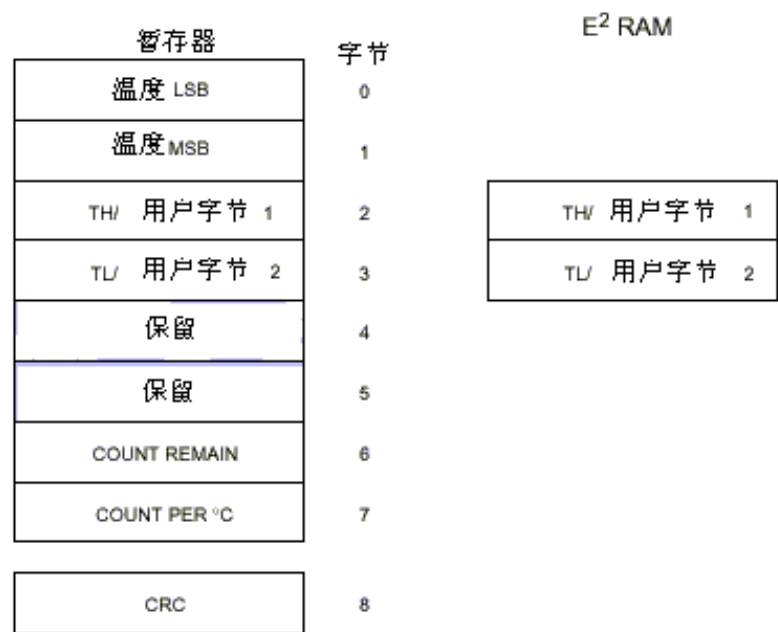 E² RAM
暂存器 字节
温度 LSB 0
温度 MSB 1
TH/ 用户字节 1 2 TH/ 用户字节 1
TL/ 用户字节 2 3 TL/ 用户字节 2
保留 4
保留 5
COUNT REMAIN 6
COUNT PER °C 7
CRC 8